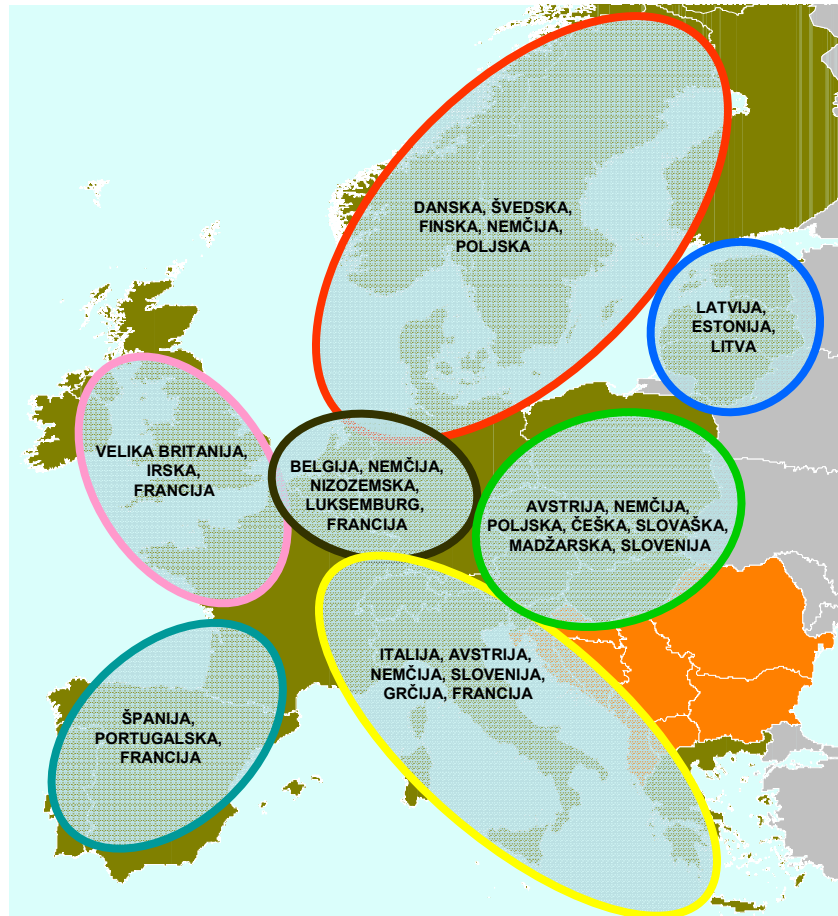 DANSKA, ŠVEDSKA,
FINSKA, NEMČIJA,
POLJSKA
LATVIJA,
ESTONIJA,
LITVA
VELIKA BRITANIJA,
IRSKA,
FRANCIJA
BELGIJA, NEMČIJA,
NIZOZEMSKA,
LUKSEMBURG,
FRANCIJA
AVSTRIJA, NEMČIJA,
POLJSKA, ČEŠKA, SLOVAŠKA,
MADŽARSKA, SLOVENIJA
ITALIJA, AVSTRIJA,
NEMČIJA, SLOVENIJA,
GRČIJA, FRANCIJA
ŠPANIJA,
PORTUGALSKA,
FRANCIJA